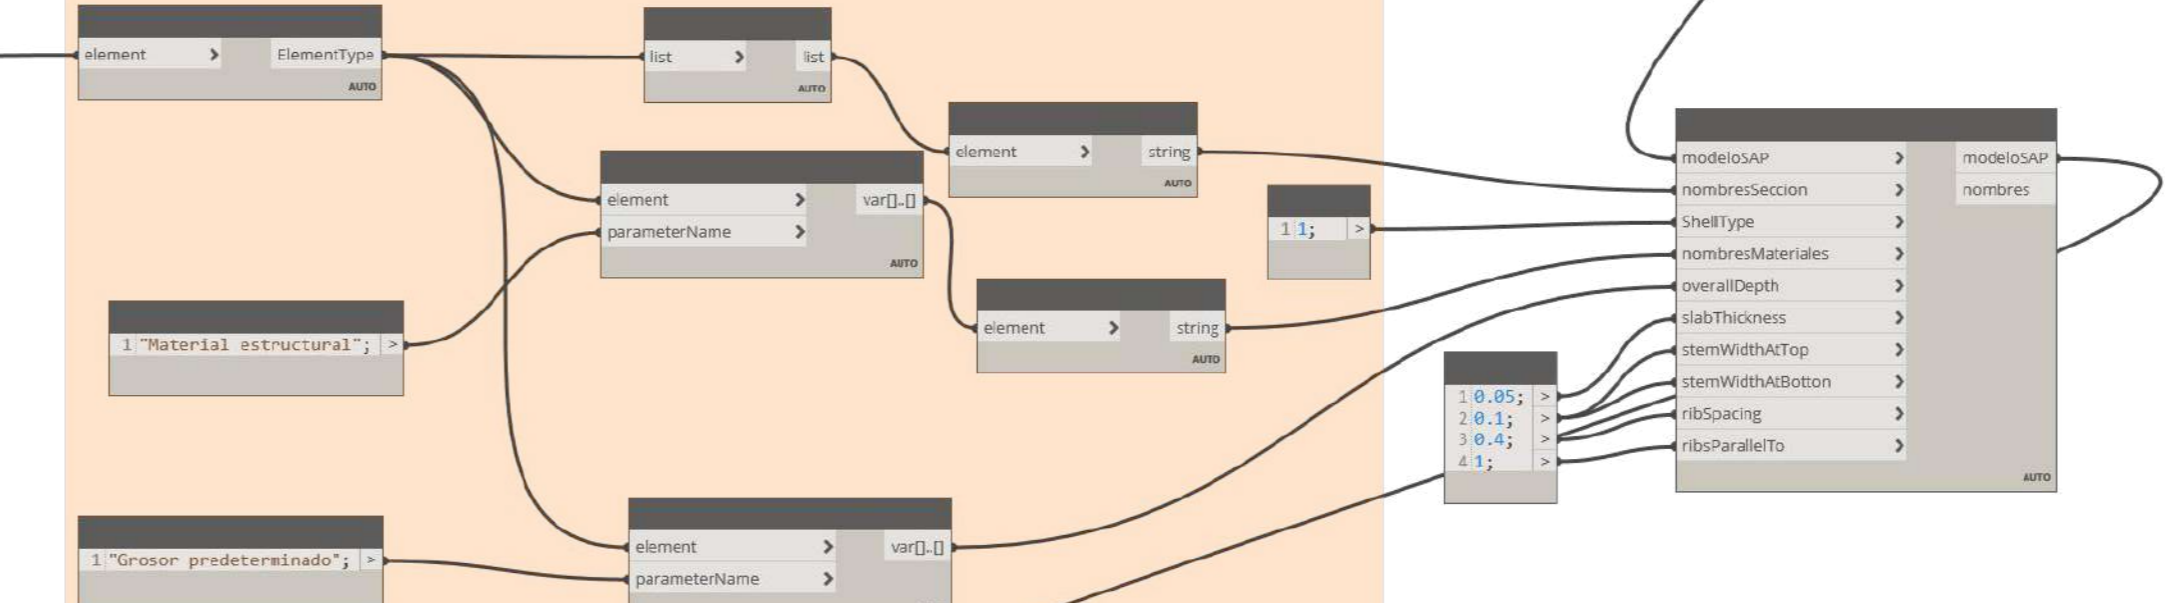 element > ElementType
AUTO
list > list
AUTO
element > string
AUTO
element > var[]..[]
parameterName >
AUTO
1 "Material estructural"; >
element > string
AUTO
1 1; >
1 "Grosor predeterminado"; >
element > var[]..[]
parameterName >
1 0.05; >
2 0.1; >
3 0.4; >
4 1; >
modeloSAP > modeloSAP
nombresSeccion > nombres
ShellType >
nombresMateriales >
overallDepth >
slabThickness >
stemWidthAtTop >
stemWidthAtBotton >
ribSpacing >
ribsParallelTo >
AUTO